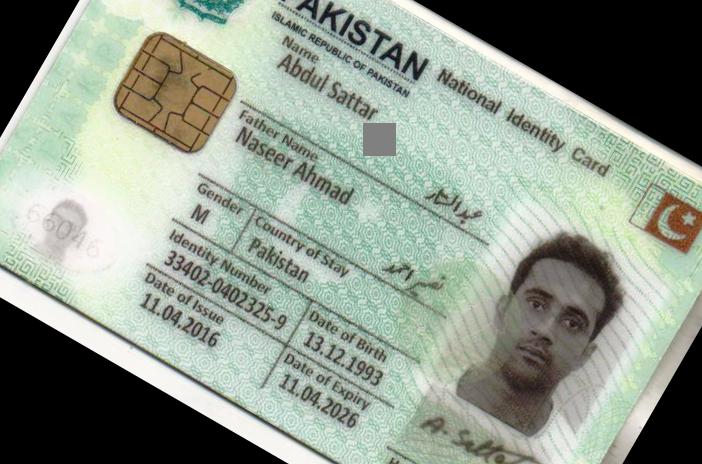 PAKISTAN National Identity Card
ISLAMIC REPUBLIC OF PAKISTAN
Name
Abdul Sattar
عبدالستار
Father Name
Naseer Ahmad
نصیر احمد
Gender
M
Country of Stay
Pakistan
Identity Number
33402-0402325-9
Date of Birth
13.12.1993
Date of Issue
11.04.2016
Date of Expiry
11.04.2026
A. Sattar